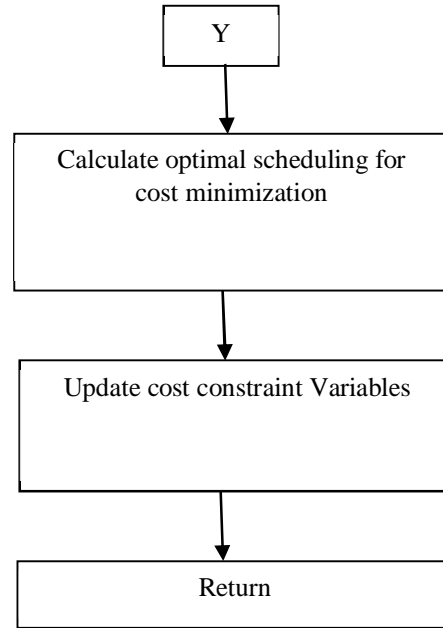 Y
Calculate optimal scheduling for
cost minimization
Update cost constraint Variables
Return